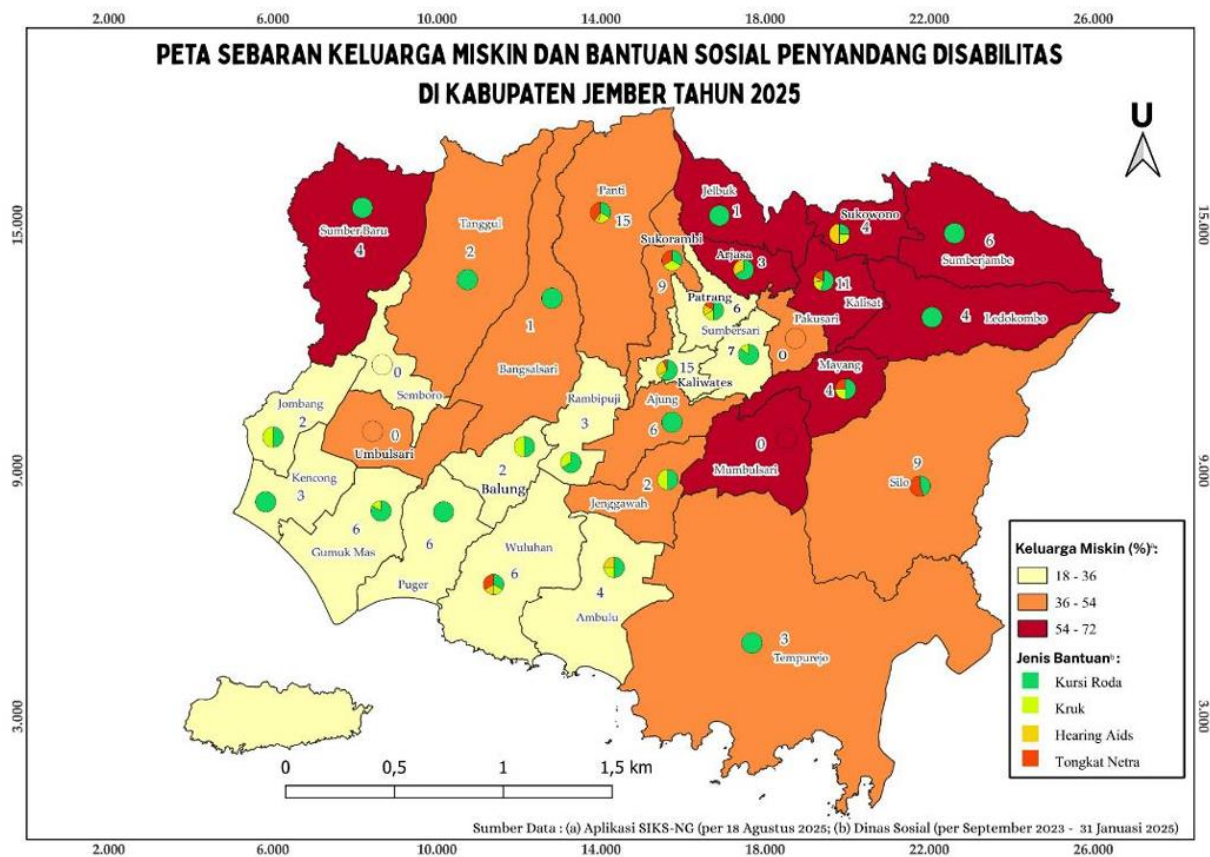 2.000 6.000 10.000 14.000 18.000 22.000 26.000
PETA SEBARAN KELUARGA MISKIN DAN BANTUAN SOSIAL PENYANDANG DISABILITAS
DI KABUPATEN JEMBER TAHUN 2025
U
15.000
9.000
3.000
15.000
9.000
3.000
Sumber Baru
4
Tanggul
2
1
Bangsalsari
Panti
15
Sukorambi
9
Jelbuk
1
Arjasa
3
Sukowono
4
6
Sumberjambe
11
Kalisat
4
Ledokombo
Patrang
6
Sumbersari
7
Pakusari
0
15
Kaliwates
Mayang
4
0
Mumbulsari
9
Silo
0
Semboro
Jombang
2
0
Umbulsari
Kencong
3
6
Gumuk Mas
6
Puger
2
Balung
Rambipuji
3
Ajung
6
2
Jenggawah
Wuluhan
6
4
Ambulu
3
Tempurejo
Keluarga Miskin (%)ᵇ:
18 - 36
36 - 54
54 - 72
Jenis Bantuanᵇ :
Kursi Roda
Kruk
Hearing Aids
Tongkat Netra
0 0,5 1 1,5 km
Sumber Data : (a) Aplikasi SIKS-NG (per 18 Agustus 2025; (b) Dinas Sosial (per September 2023 - 31 Januasi 2025)
2.000 6.000 10.000 14.000 18.000 22.000 26.000